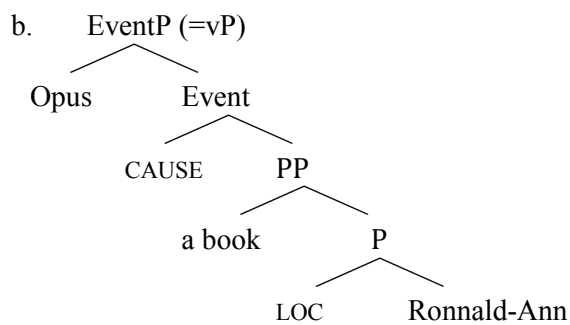 b. EventP (=vP)
Opus Event
CAUSE PP
a book P
LOC Ronnald-Ann